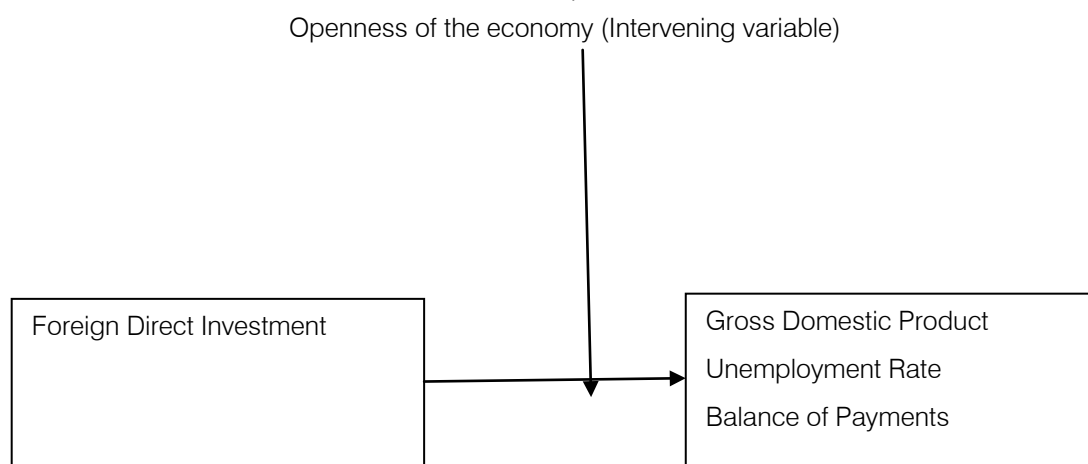 Openness of the economy (Intervening variable)
Foreign Direct Investment
Gross Domestic Product
Unemployment Rate
Balance of Payments